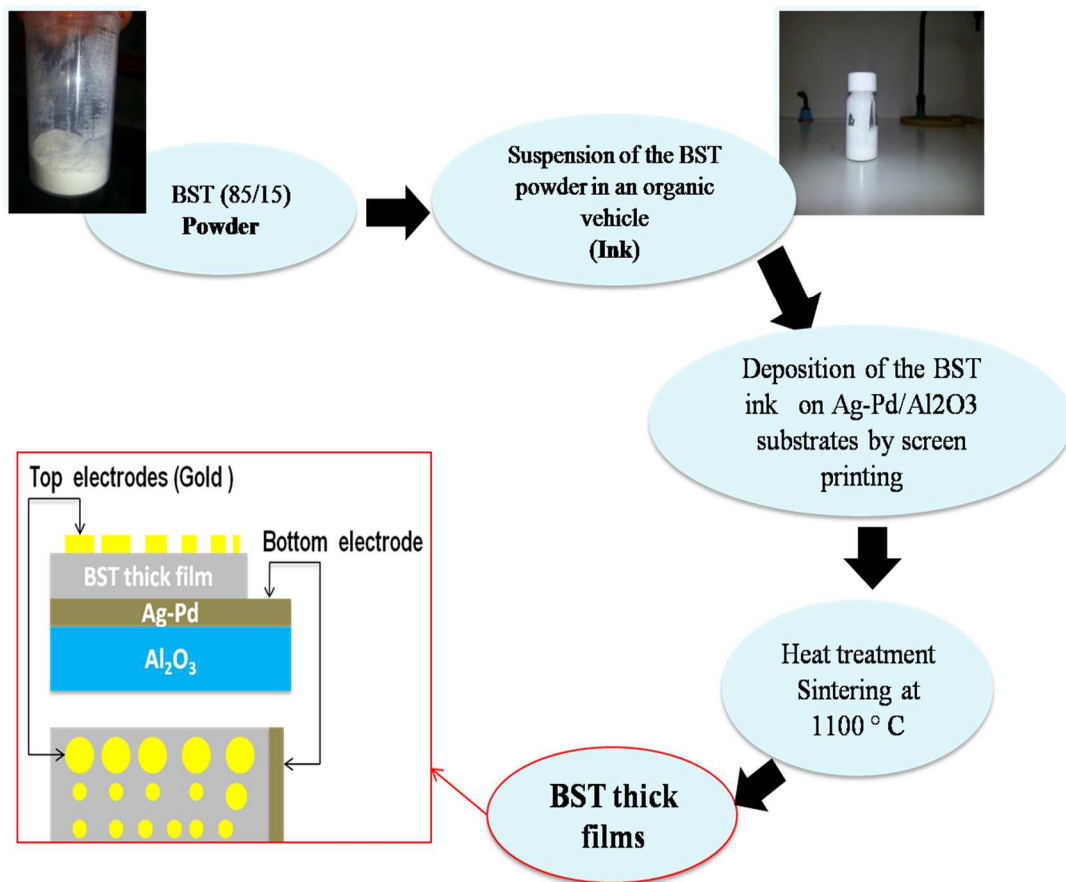 BST (85/15)
Powder
Suspension of the BST
powder in an organic
vehicle
(Ink)
Deposition of the BST
ink on Ag-Pd/Al2O3
substrates by screen
printing
Heat treatment
Sintering at
1100 ° C
BST thick
films
Top electrodes (Gold )
Bottom electrode
BST thick film
Ag-Pd
Al₂O₃